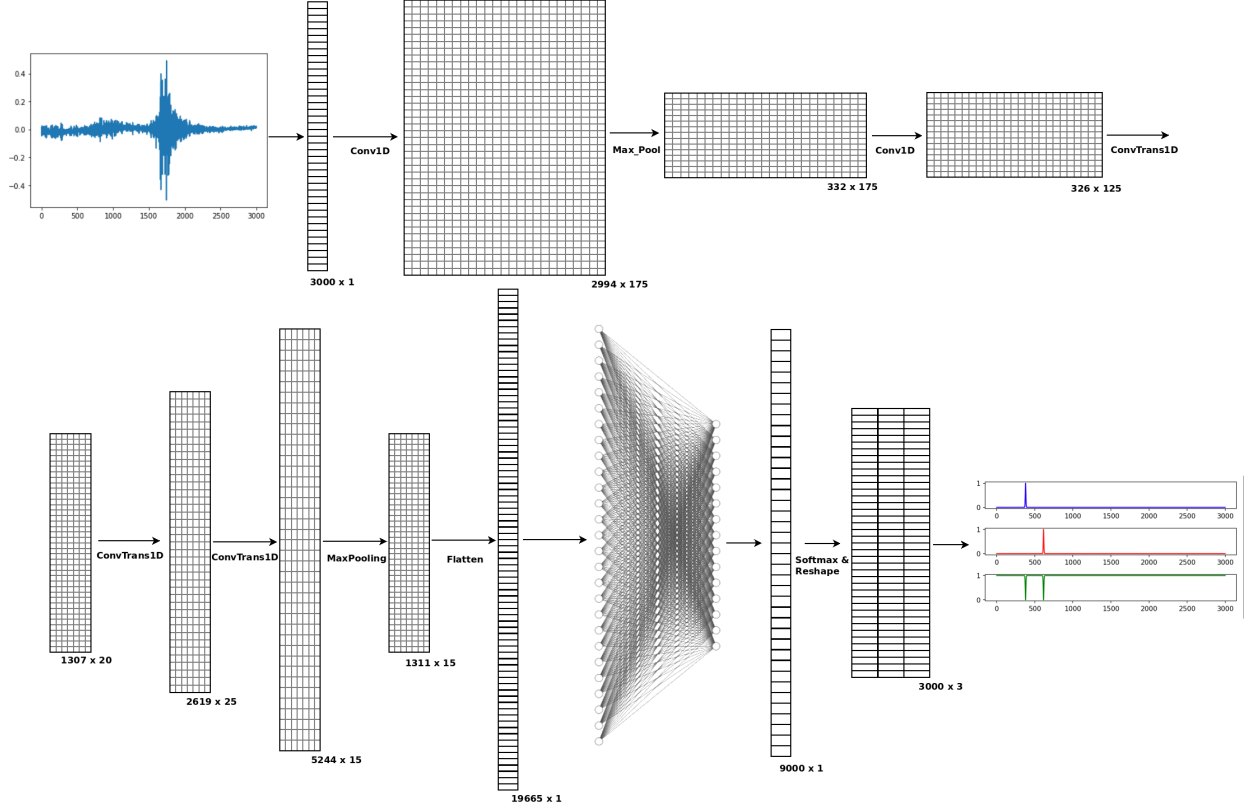 0.4
0.2
0.0
−0.2
−0.4
0 500 1000 1500 2000 2500 3000
3000 x 1
Conv1D
2994 x 175
Max_Pool
332 x 175
Conv1D
326 x 125
ConvTrans1D
1307 x 20
ConvTrans1D
2619 x 25
ConvTrans1D
5244 x 15
MaxPooling
1311 x 15
Flatten
19665 x 1
9000 x 1
Softmax &
Reshape
3000 x 3
1
0
0 500 1000 1500 2000 2500 3000
1
0
0 500 1000 1500 2000 2500 3000
1
0
0 500 1000 1500 2000 2500 3000